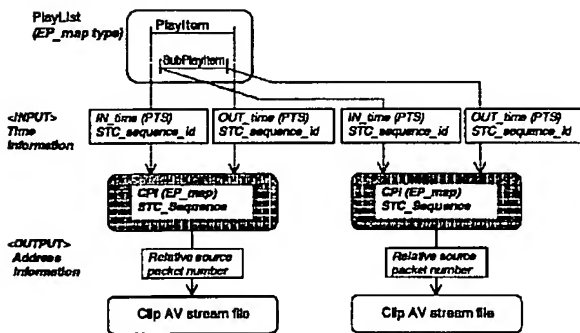 PlayList
(EP_map type)
PlayItem
SubPlayItem
<INPUT>
Time
Information
IN_time (PTS)
STC_sequence_id
OUT_time (PTS)
STC_sequence_id
IN_time (PTS)
STC_sequence_id
OUT_time (PTS)
STC_sequence_id
CPI (EP_map)
STC_Sequence
CPI (EP_map)
STC_Sequence
<OUTPUT>
Address
Information
Relative source
packet number
Relative source
packet number
Clip AV stream file
Clip AV stream file